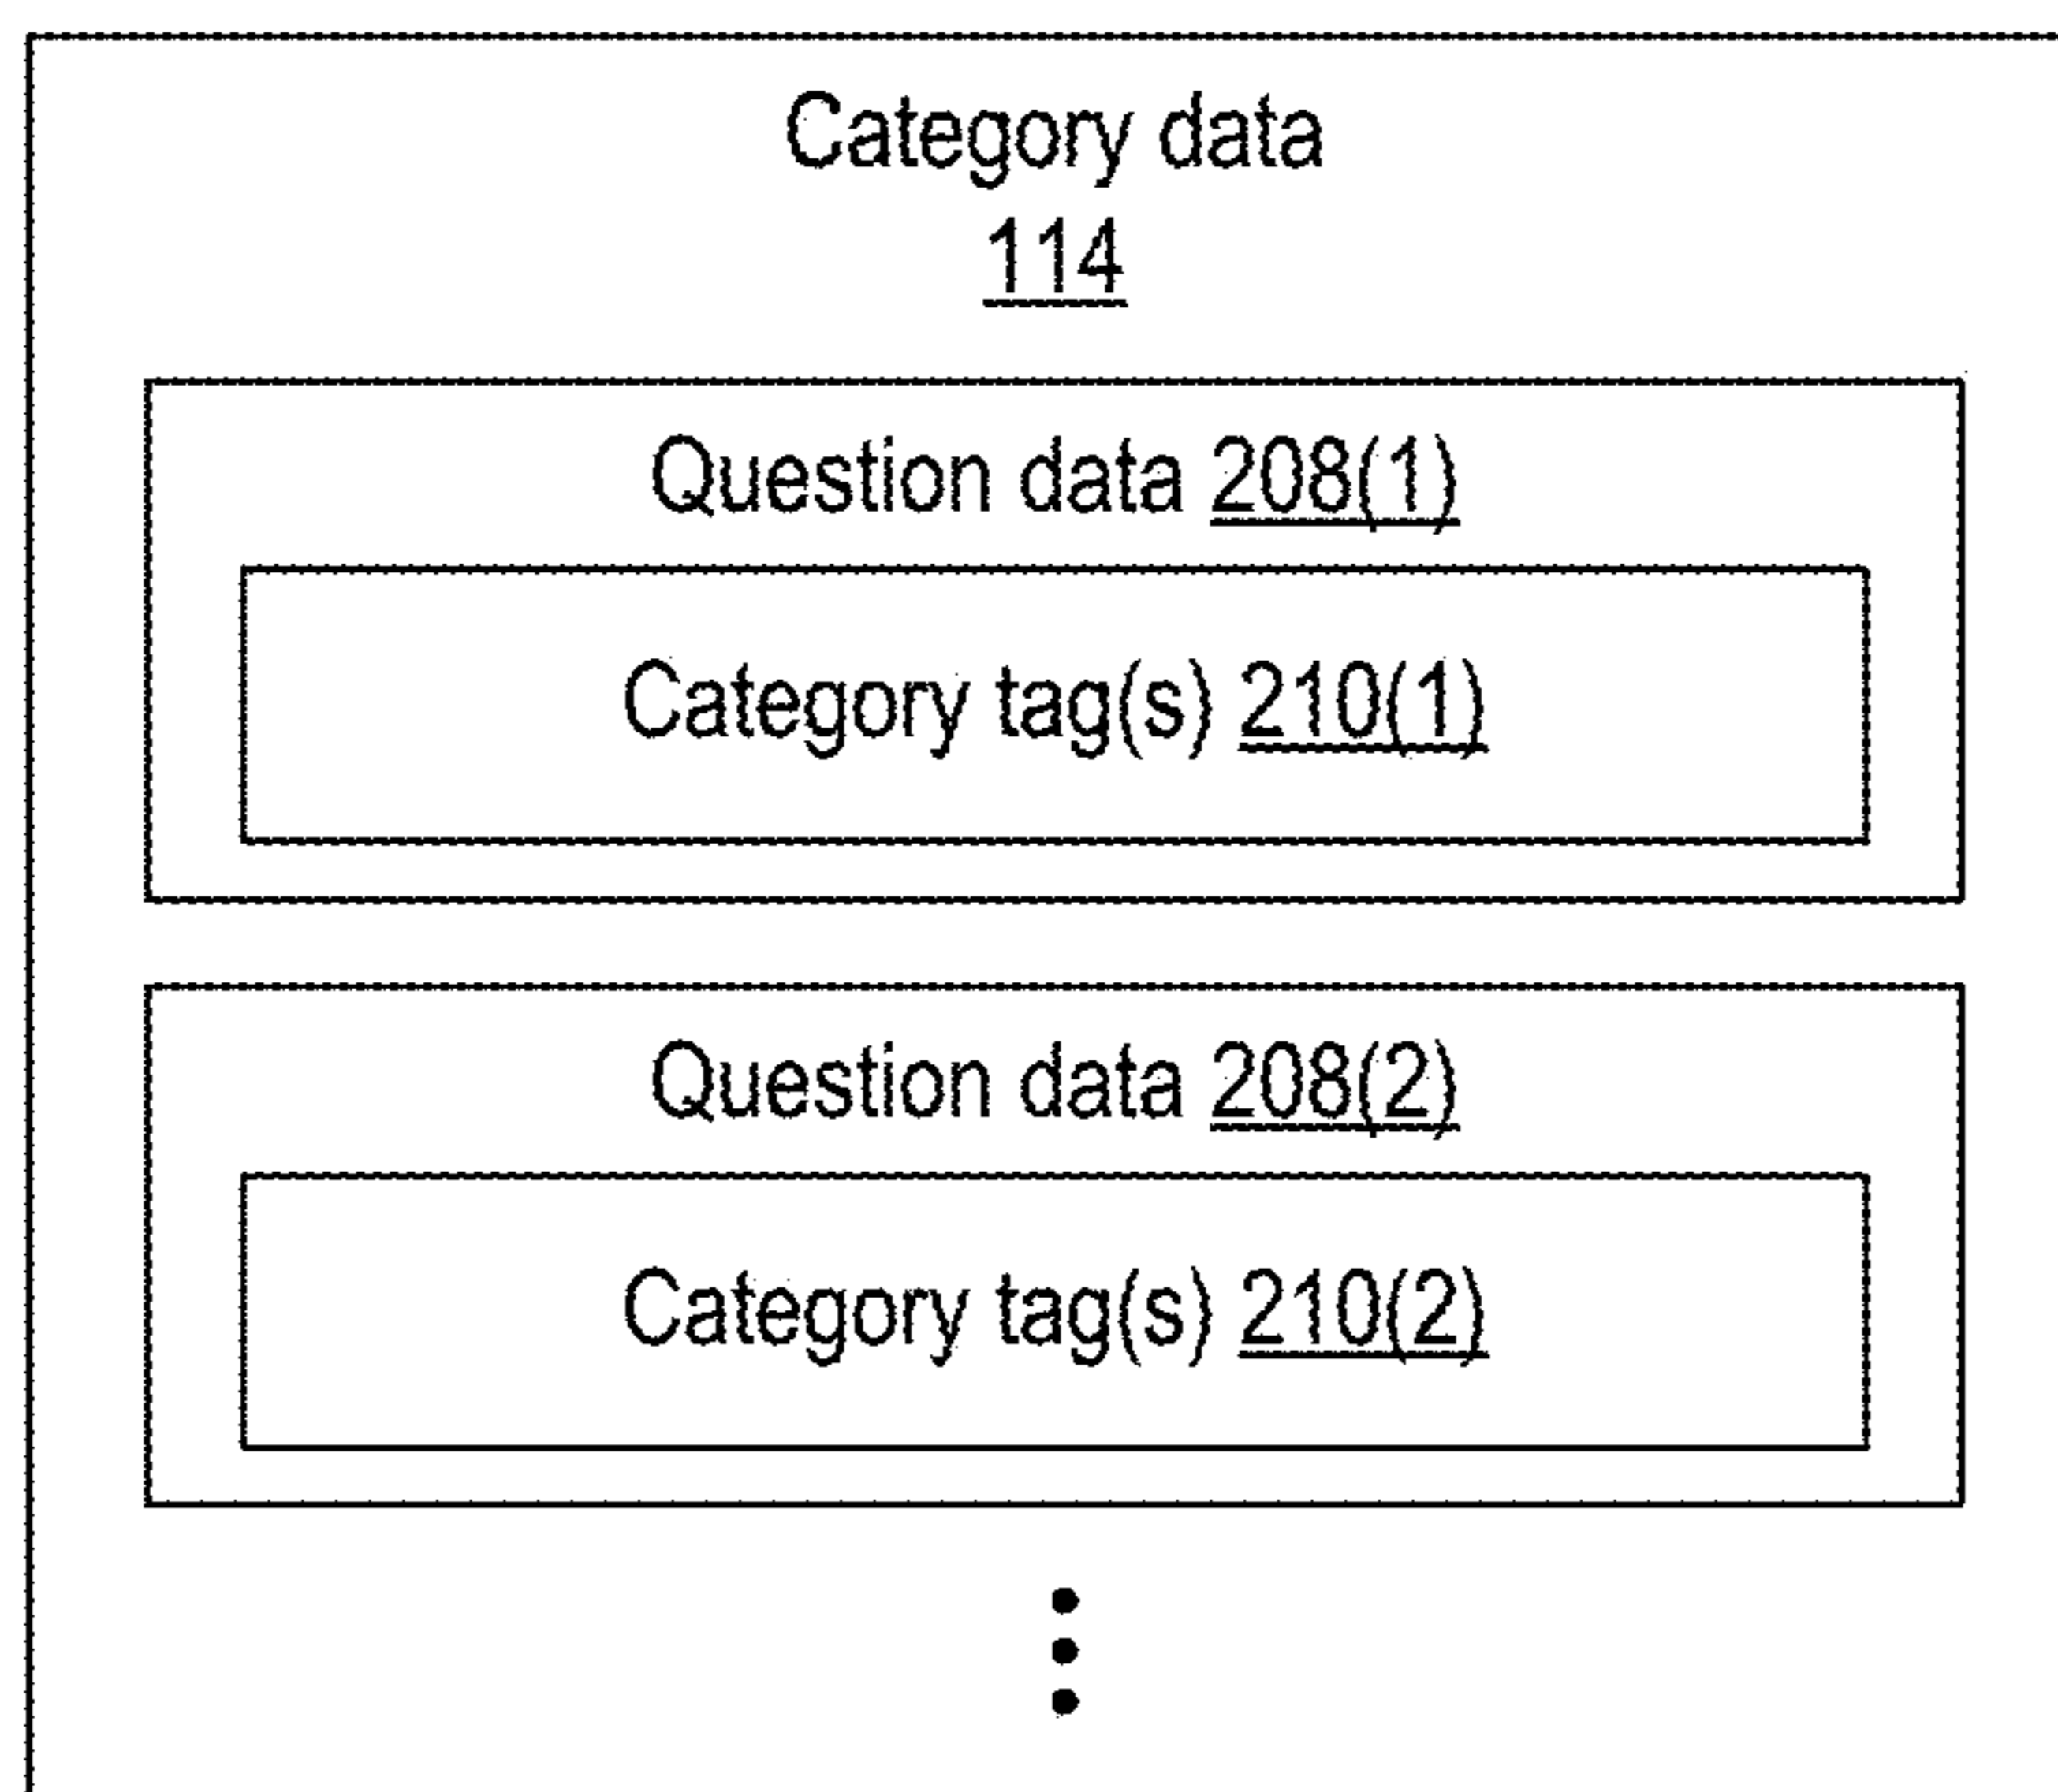 Category data
114
Question data 208(1)
Category tag(s) 210(1)
Question data 208(2)
Category tag(s) 210(2)